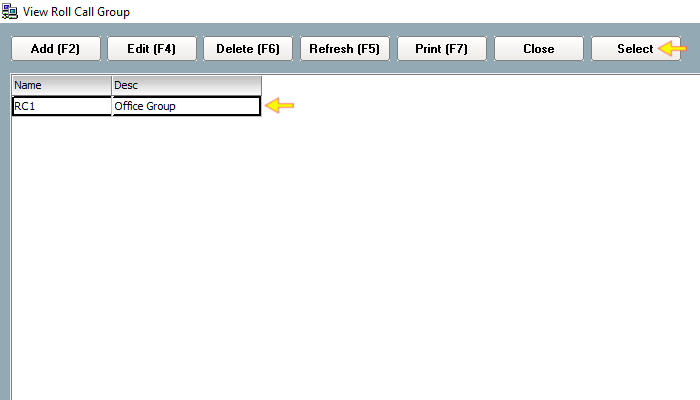 View Roll Call Group
Add (F2) Edit (F4) Delete (F6) Refresh (F5) Print (F7) Close Select
Name Desc
RC1 Office Group